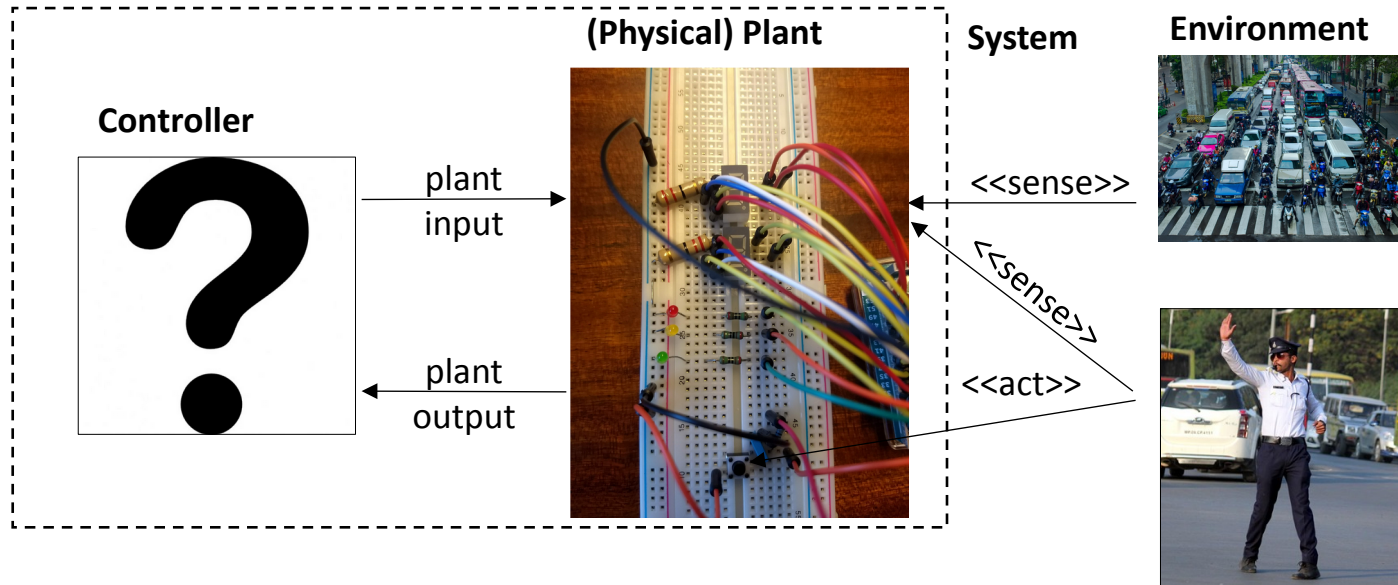 (Physical) Plant
System
Environment
Controller
plant
input
<<sense>>
<<sense>>
plant
output
<<act>>